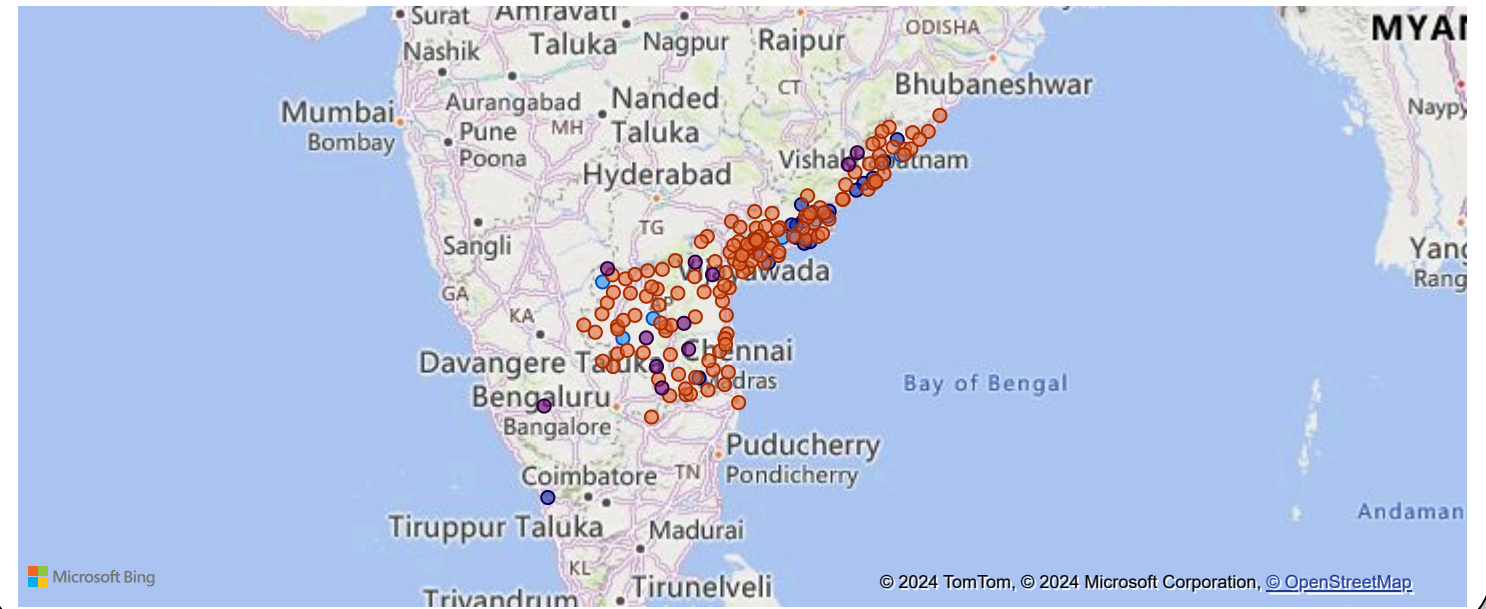 Surat
Amravati
Taluka
Nashik
Nagpur
Raipur
ODISHA
MYAN
Bhubaneshwar
CT
Mumbai
Bombay
Aurangabad
Nanded
Taluka
MH
Pune
Poona
Naypy
Hyderabad
TG
Sangli
Yang
Rang
GA
KA
Chennai
Davangere Taluka
Madras
Bay of Bengal
Bengaluru
Bangalore
Puducherry
Pondicherry
Coimbatore
TN
Tiruppur Taluka
Madurai
Andaman
KL
Tirunelveli
Trivandrum
Microsoft Bing
© 2024 TomTom, © 2024 Microsoft Corporation, © OpenStreetMap